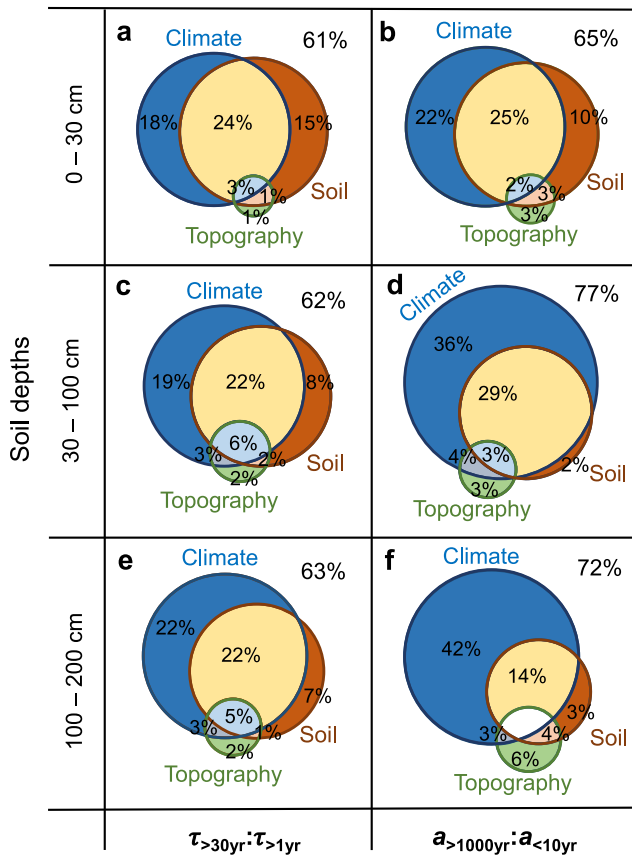 a
Climate
61%
18%
24%
15%
3%
1%
1%
Soil
Topography
b
Climate
65%
22%
25%
10%
2%
3%
3%
Soil
Topography
0 – 30 cm
c
Climate
62%
19%
22%
8%
6%
3%
2%
2%
Soil
Topography
d
Climate
77%
36%
29%
4%
3%
2%
3%
Soil
Topography
Soil depths
30 – 100 cm
e
Climate
63%
22%
22%
7%
5%
3%
1%
2%
Soil
Topography
f
Climate
72%
42%
14%
3%
3%
4%
6%
Soil
Topography
100 – 200 cm
τ>30yr:τ>1yr
a>1000yr:a<10yr